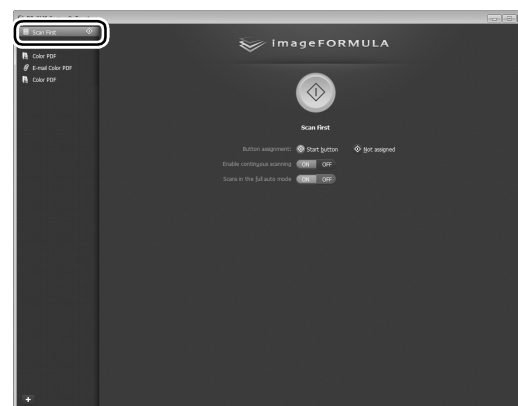 Scan First
Color PDF
E-mail Color PDF
Color PDF
imageFORMULA
Scan First
Button assignment: Start button Not assigned
Enable continuous scanning ON OFF
Scans in the full auto mode ON OFF